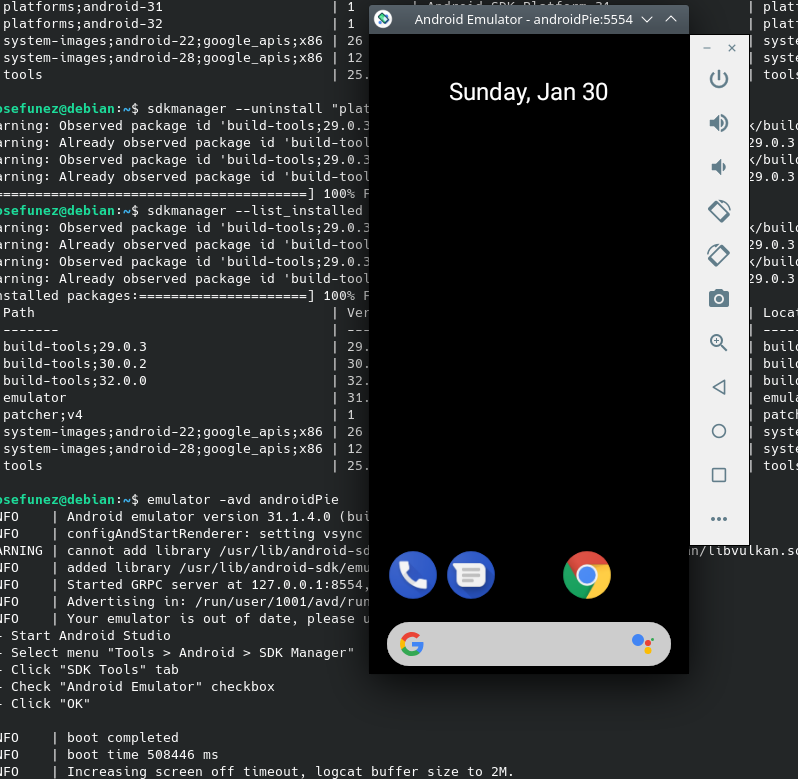 platforms;android-31 | 1 | Android SDK Platform 31 | platf
platforms;android-32 | 1 | platf
system-images;android-22;google_apis;x86 | 26 | syste
system-images;android-28;google_apis;x86 | 12 | syste
tools | 25. | tools
osefunez@debian:~$ sdkmanager --uninstall "plat
arning: Observed package id 'build-tools;29.0.3 k/build
arning: Already observed package id 'build-tool 29.0.3
arning: Observed package id 'build-tools;29.0.3 k/build
arning: Already observed package id 'build-tool 29.0.3
=======================================] 100% F
osefunez@debian:~$ sdkmanager --list_installed
arning: Observed package id 'build-tools;29.0.3 k/build
arning: Already observed package id 'build-tool 29.0.3
arning: Observed package id 'build-tools;29.0.3 k/build
arning: Already observed package id 'build-tool 29.0.3
nstalled packages:=====================] 100% F
Path | Ver | Locat
------- | --- | -----
build-tools;29.0.3 | 29. | build
build-tools;30.0.2 | 30. | build
build-tools;32.0.0 | 32. | build
emulator | 31. | emula
patcher;v4 | 1 | patch
system-images;android-22;google_apis;x86 | 26 | syste
system-images;android-28;google_apis;x86 | 12 | syste
tools | 25. | tools
osefunez@debian:~$ emulator -avd androidPie
NFO | Android emulator version 31.1.4.0 (bui
NFO | configAndStartRenderer: setting vsync
ARNING | cannot add library /usr/lib/android-sd n/libvulkan.so
NFO | added library /usr/lib/android-sdk/emu
NFO | Started GRPC server at 127.0.0.1:8554,
NFO | Advertising in: /run/user/1001/avd/run
NFO | Your emulator is out of date, please u
- Start Android Studio
- Select menu "Tools > Android > SDK Manager"
- Click "SDK Tools" tab
- Check "Android Emulator" checkbox
- Click "OK"
NFO | boot completed
NFO | boot time 508446 ms
NFO | Increasing screen off timeout, logcat buffer size to 2M.
Android Emulator - androidPie:5554
Sunday, Jan 30